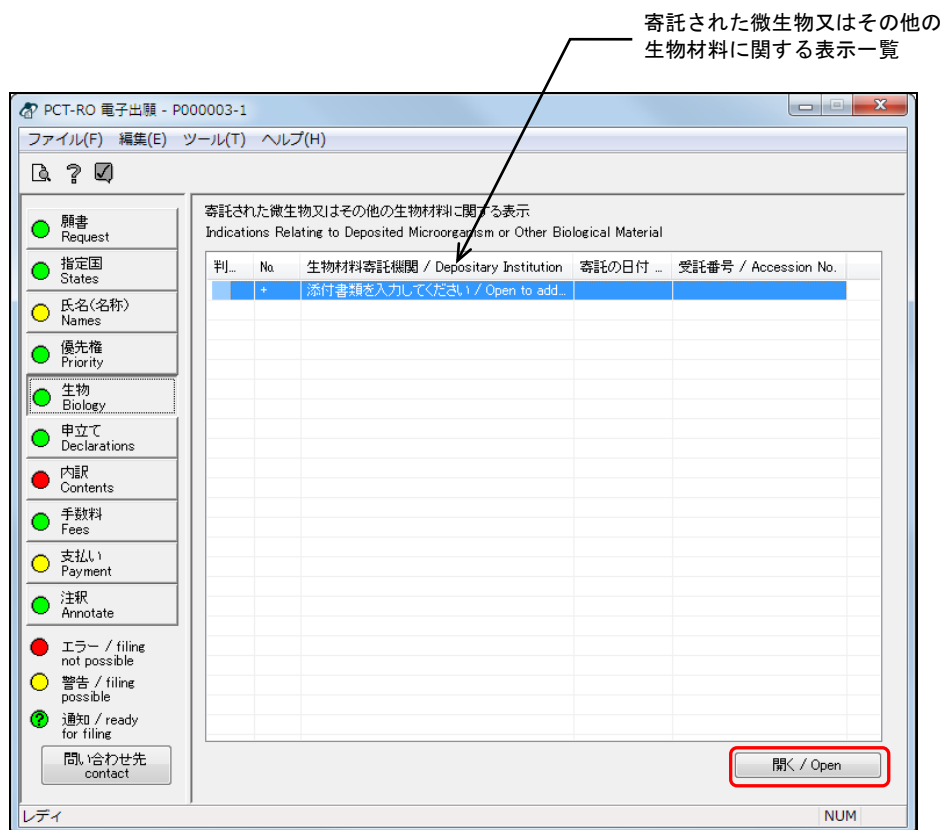 寄託された微生物又はその他の
生物材料に関する表示一覧
PCT-RO 電子出願 - P000003-1
ファイル(F) 編集(E) ツール(T) ヘルプ(H)
願書
Request
指定国
States
氏名(名称)
Names
優先権
Priority
生物
Biology
申立て
Declarations
内訳
Contents
手数料
Fees
支払い
Payment
注釈
Annotate
エラー / filing
not possible
警告 / filing
possible
通知 / ready
for filing
問い合わせ先
contact
寄託された微生物又はその他の生物材料に関する表示
Indications Relating to Deposited Microorganism or Other Biological Material
判... No. 生物材料寄託機関 / Depositary Institution 寄託の日付 ... 受託番号 / Accession No.
+ 添付書類を入力してください / Open to add...
開く / Open
レディ NUM